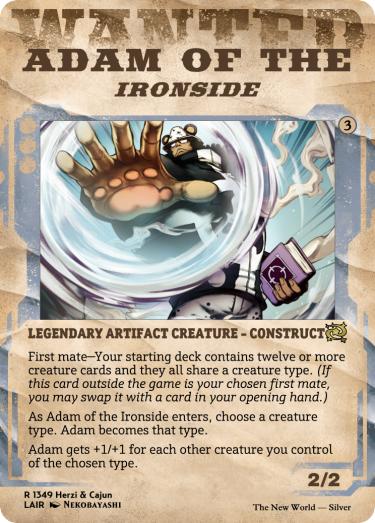 WANTED
ADAM OF THE
IRONSIDE
3
LEGENDARY ARTIFACT CREATURE – CONSTRUCT
First mate—Your starting deck contains twelve or more
creature cards and they all share a creature type. (If
this card outside the game is your chosen first mate,
you may swap it with a card in your opening hand.)
As Adam of the Ironside enters, choose a creature
type. Adam becomes that type.
Adam gets +1/+1 for each other creature you control
of the chosen type.
2/2
R 1349 Herzi & Cajun
LAIR NEKOBAYASHI
The New World — Silver